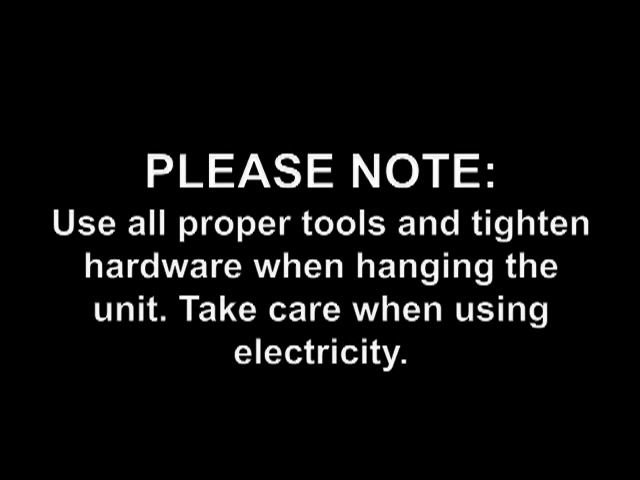 PLEASE NOTE:
Use all proper tools and tighten
hardware when hanging the
unit. Take care when using
electricity.